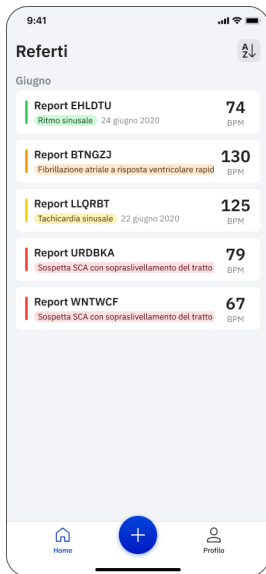 9:41
Referti
A
Z
Giugno
Report EHLDTU
74
Ritmo sinusale 24 giugno 2020
BPM
Report BTNGZJ
130
Fibrillazione atriale a risposta ventricolare rapid
BPM
Report LLQRBT
125
Tachicardia sinusale 22 giugno 2020
BPM
Report URDBKA
79
Sospetta SCA con sopraslivellamento del tratto
BPM
Report WNTWCF
67
Sospetta SCA con sopraslivellamento del tratto
BPM
Home
Profilo